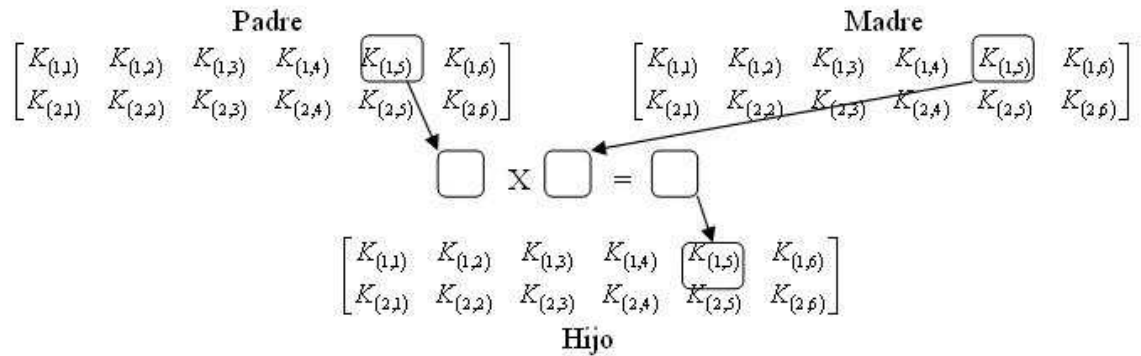 Padre Madre
K(1,1) K(1,2) K(1,3) K(1,4) K(1,5) K(1,6) K(1,1) K(1,2) K(1,3) K(1,4) K(1,5) K(1,6)
K(2,1) K(2,2) K(2,3) K(2,4) K(2,5) K(2,6) K(2,1) K(2,2) K(2,3) K(2,4) K(2,5) K(2,6)
X =
K(1,1) K(1,2) K(1,3) K(1,4) K(1,5) K(1,6)
K(2,1) K(2,2) K(2,3) K(2,4) K(2,5) K(2,6)
Hijo